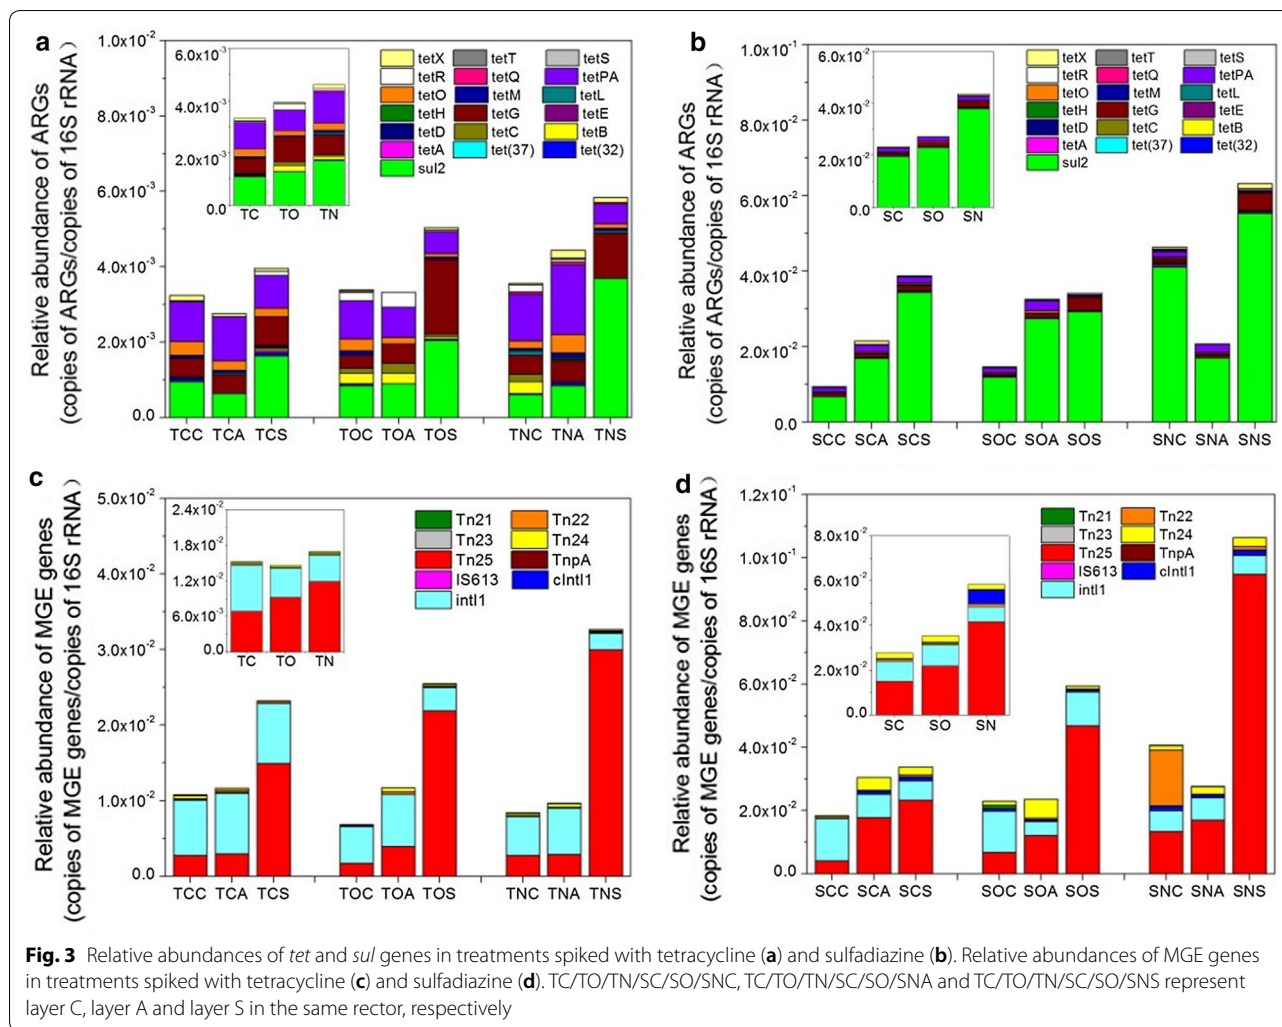 a
1.0x10⁻²
8.0x10⁻³
6.0x10⁻³
4.0x10⁻³
2.0x10⁻³
0.0
Relative abundance of ARGs
(copies of ARGs/copies of 16S rRNA)
6.0x10⁻³
4.0x10⁻³
2.0x10⁻³
0.0
TC TO TN
tetX tetT tetS
tetR tetQ tetPA
tetO tetM tetL
tetH tetG tetE
tetD tetC tetB
tetA tet(37) tet(32)
sul2
TCC TCA TCS TOC TOA TOS TNC TNA TNS
b
1.0x10⁻¹
8.0x10⁻²
6.0x10⁻²
4.0x10⁻²
2.0x10⁻²
0.0
Relative abundance of ARGs
(copies of ARGs/copies of 16S rRNA)
6.0x10⁻²
4.0x10⁻²
2.0x10⁻²
0.0
SC SO SN
tetX tetT tetS
tetR tetQ tetPA
tetO tetM tetL
tetH tetG tetE
tetD tetC tetB
tetA tet(37) tet(32)
sul2
SCC SCA SCS SOC SOA SOS SNC SNA SNS
c
5.0x10⁻²
4.0x10⁻²
3.0x10⁻²
2.0x10⁻²
1.0x10⁻²
0.0
Relative abundance of MGE genes
(copies of MGE genes/copies of 16S rRNA)
2.4x10⁻²
1.8x10⁻²
1.2x10⁻²
6.0x10⁻³
0.0
TC TO TN
Tn21 Tn22
Tn23 Tn24
Tn25 TnpA
IS613 cIntI1
intI1
TCC TCA TCS TOC TOA TOS TNC TNA TNS
d
1.2x10⁻¹
1.0x10⁻¹
8.0x10⁻²
6.0x10⁻²
4.0x10⁻²
2.0x10⁻²
0.0
Relative abundance of MGE genes
(copies of MGE genes/copies of 16S rRNA)
8.0x10⁻²
6.0x10⁻²
4.0x10⁻²
2.0x10⁻²
0.0
SC SO SN
Tn21 Tn22
Tn23 Tn24
Tn25 TnpA
IS613 cIntI1
intI1
SCC SCA SCS SOC SOA SOS SNC SNA SNS
Fig. 3 Relative abundances of tet and sul genes in treatments spiked with tetracycline (a) and sulfadiazine (b). Relative abundances of MGE genes
in treatments spiked with tetracycline (c) and sulfadiazine (d). TC/TO/TN/SC/SO/SNC, TC/TO/TN/SC/SO/SNA and TC/TO/TN/SC/SO/SNS represent
layer C, layer A and layer S in the same rector, respectively